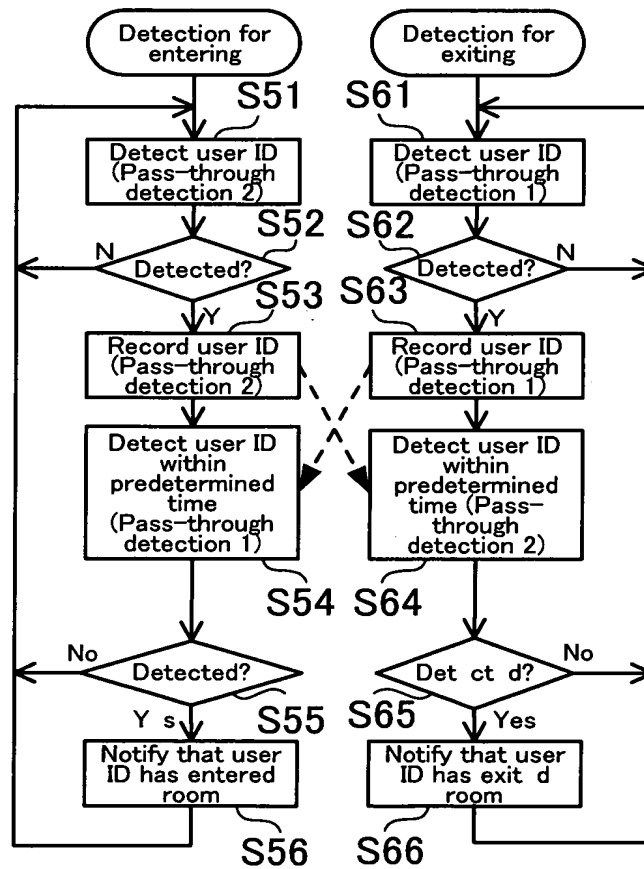 Detection for
entering
S51
Detect user ID
(Pass-through
detection 2)
S52
N
Detected?
S53
Y
Record user ID
(Pass-through
detection 2)
Detect user ID
within
predetermined
time
(Pass-through
detection 1)
S54
No
Detected?
S55
Y s
Notify that user
ID has entered
room
S56
Detection for
exiting
S61
Detect user ID
(Pass-through
detection 1)
S62
N
Detected?
S63
Y
Record user ID
(Pass-through
detection 1)
Detect user ID
within
predetermined
time (Pass-
through
detection 2)
S64
No
Det ct d?
S65
Yes
Notify that user
ID has exit d
room
S66